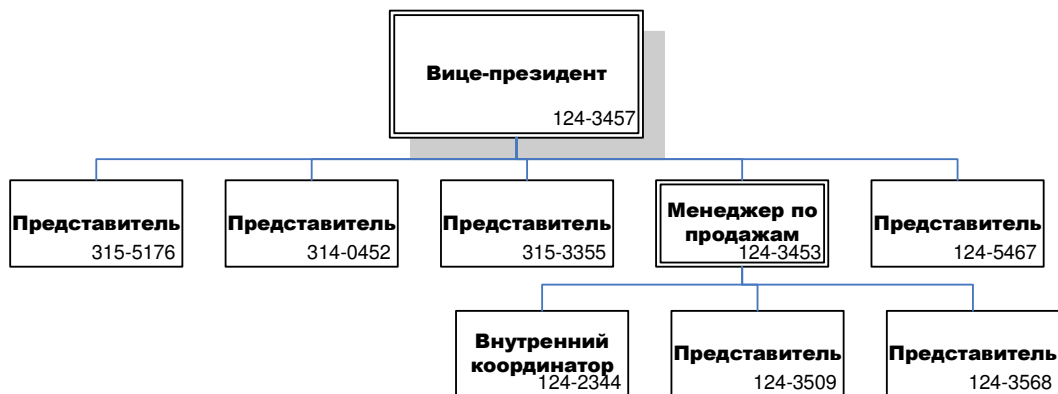 Вице-президент
124-3457
Представитель
315-5176
Представитель
314-0452
Представитель
315-3355
Менеджер по
продажам
124-3453
Представитель
124-5467
Внутренний
координатор
124-2344
Представитель
124-3509
Представитель
124-3568